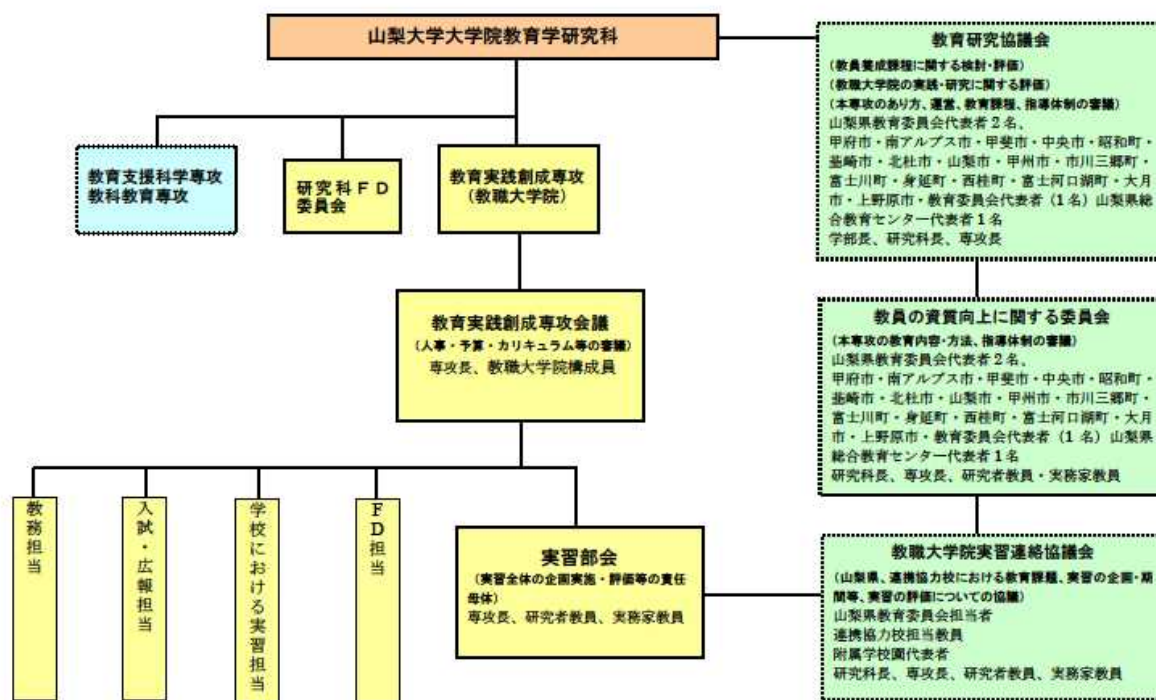 山梨大学大学院教育学研究科
教育研究協議会
(教員養成課程に関する検討・評価)
(教職大学院の実践・研究に関する評価)
(本専攻のあり方、運営、教育課程、指導体制の審議)
山梨県教育委員会代表者2名、
甲府市・南アルプス市・甲斐市・中央市・昭和町・
韮崎市・北杜市・山梨市・甲州市・市川三郷町・
富士川町・身延町・西桂町・富士河口湖町・大月
市・上野原市・教育委員会代表者(1名)山梨県総
合教育センター代表者1名
学部長、研究科長、専攻長
教育支援科学専攻
教科教育専攻
研究科FD
委員会
教育実践創成専攻
(教職大学院)
教育実践創成専攻会議
(人事・予算・カリキュラム等の審議)
専攻長、教職大学院構成員
教員の資質向上に関する委員会
(本専攻の教育内容・方法、指導体制の審議)
山梨県教育委員会代表者2名、
甲府市・南アルプス市・甲斐市・中央市・昭和町・
韮崎市・北杜市・山梨市・甲州市・市川三郷町・
富士川町・身延町・西桂町・富士河口湖町・大月
市・上野原市・教育委員会代表者(1名)山梨県
総合教育センター代表者1名
研究科長、専攻長、研究者教員・実務家教員
教務担当
入試・広報担当
学校における実習担当
FD担当
実習部会
(実習全体の企画実施・評価等の責任
母体)
専攻長、研究者教員、実務家教員
教職大学院実習連絡協議会
(山梨県、連携協力校における教育課題、実習の企画・期
間等、実習の評価についての協議)
山梨県教育委員会担当者
連携協力校担当教員
附属学校園代表者
研究科長、専攻長、研究者教員、実務家教員